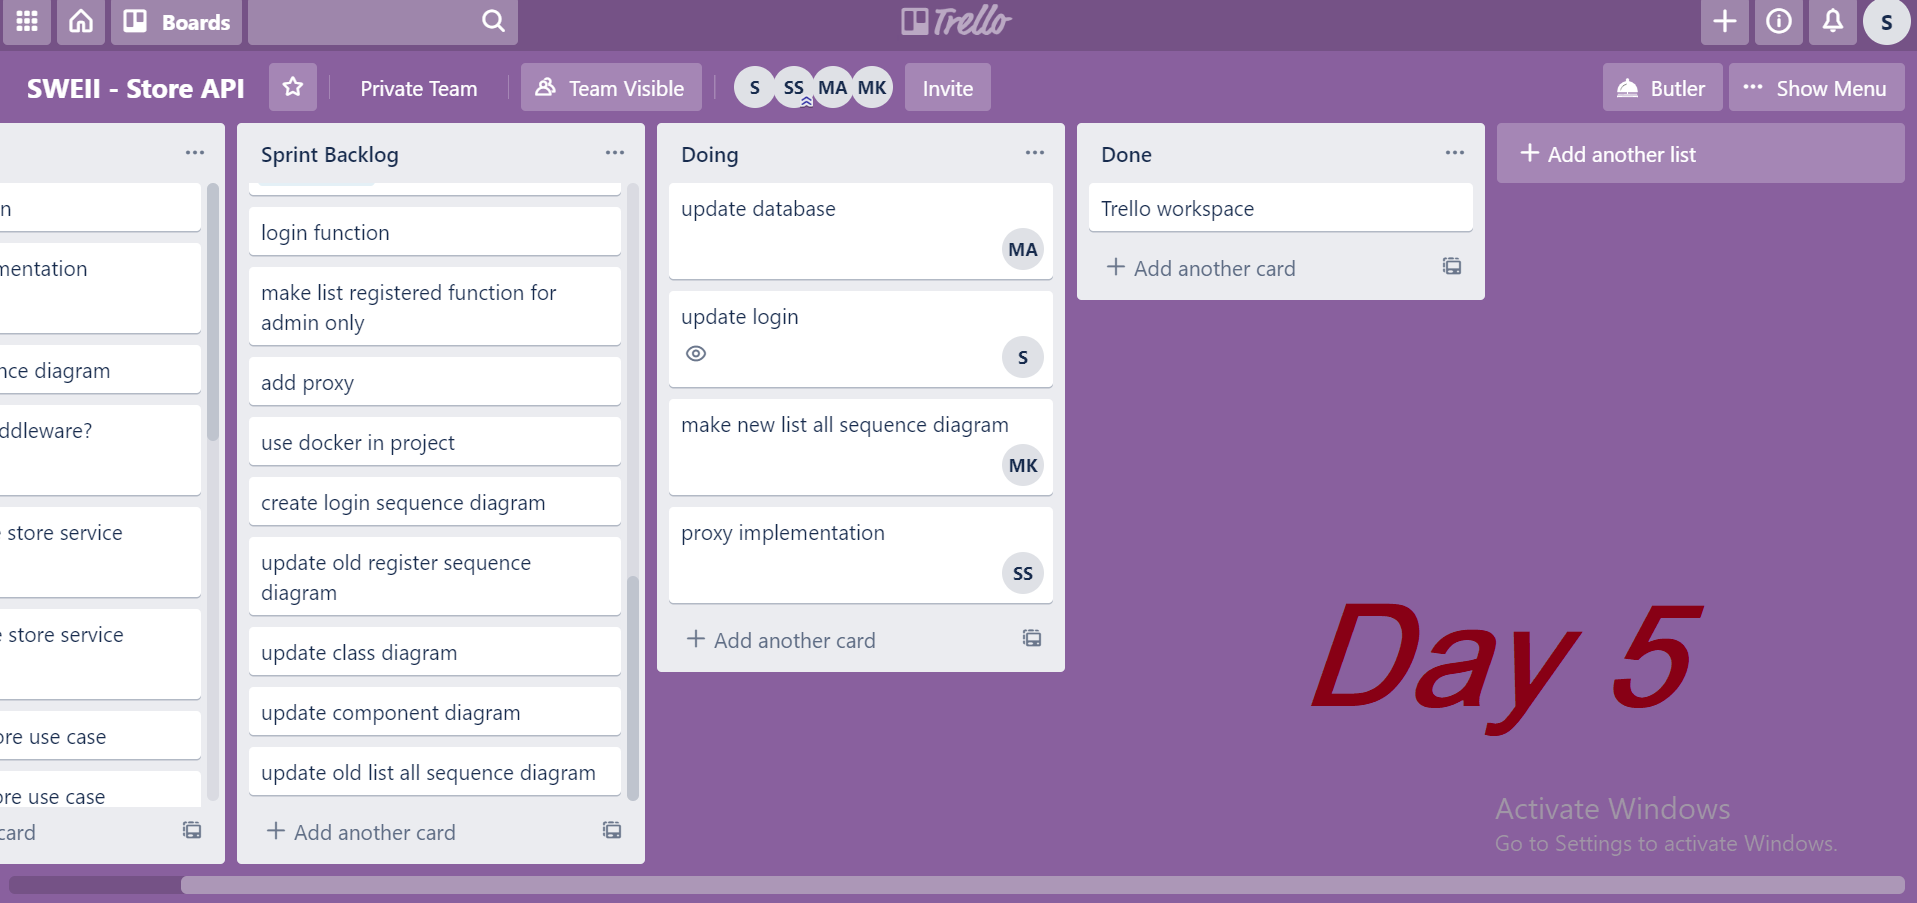 Boards
Trello
S
SWEII - Store API
Private Team
Team Visible
S
SS
MA
MK
Invite
Butler
Show Menu
n
mentation
nce diagram
ddleware?
store service
store service
ore use case
ore use case
card
Sprint Backlog
login function
make list registered function for
admin only
add proxy
use docker in project
create login sequence diagram
update old register sequence
diagram
update class diagram
update component diagram
update old list all sequence diagram
Add another card
Doing
update database
MA
update login
S
make new list all sequence diagram
MK
proxy implementation
SS
Add another card
Done
Trello workspace
Add another card
Add another list
Day 5
Activate Windows
Go to Settings to activate Windows.